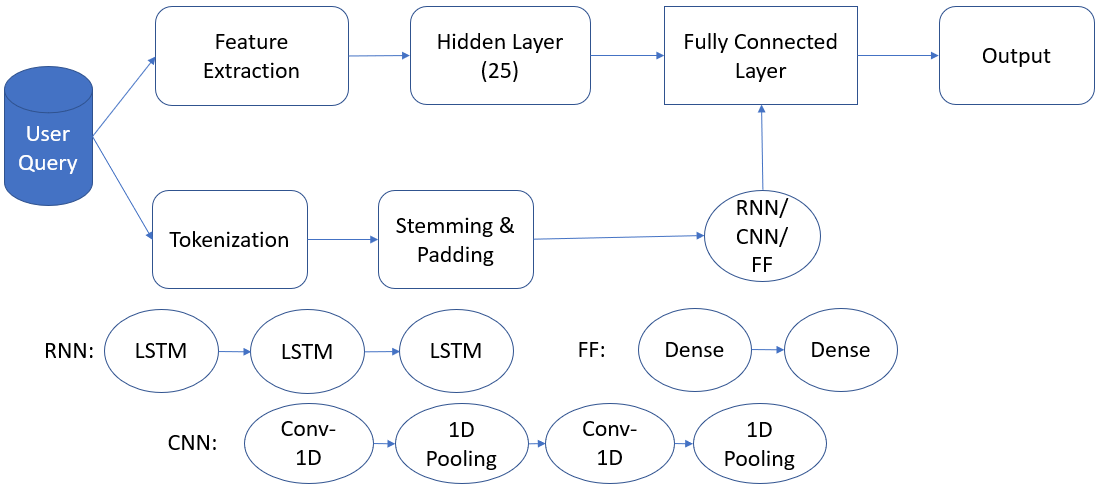 User
Query
Feature
Extraction
Hidden Layer
(25)
Fully Connected
Layer
Output
Tokenization
Stemming &
Padding
RNN/
CNN/
FF
RNN:
LSTM
LSTM
LSTM
FF:
Dense
Dense
CNN:
Conv-
1D
1D
Pooling
Conv-
1D
1D
Pooling